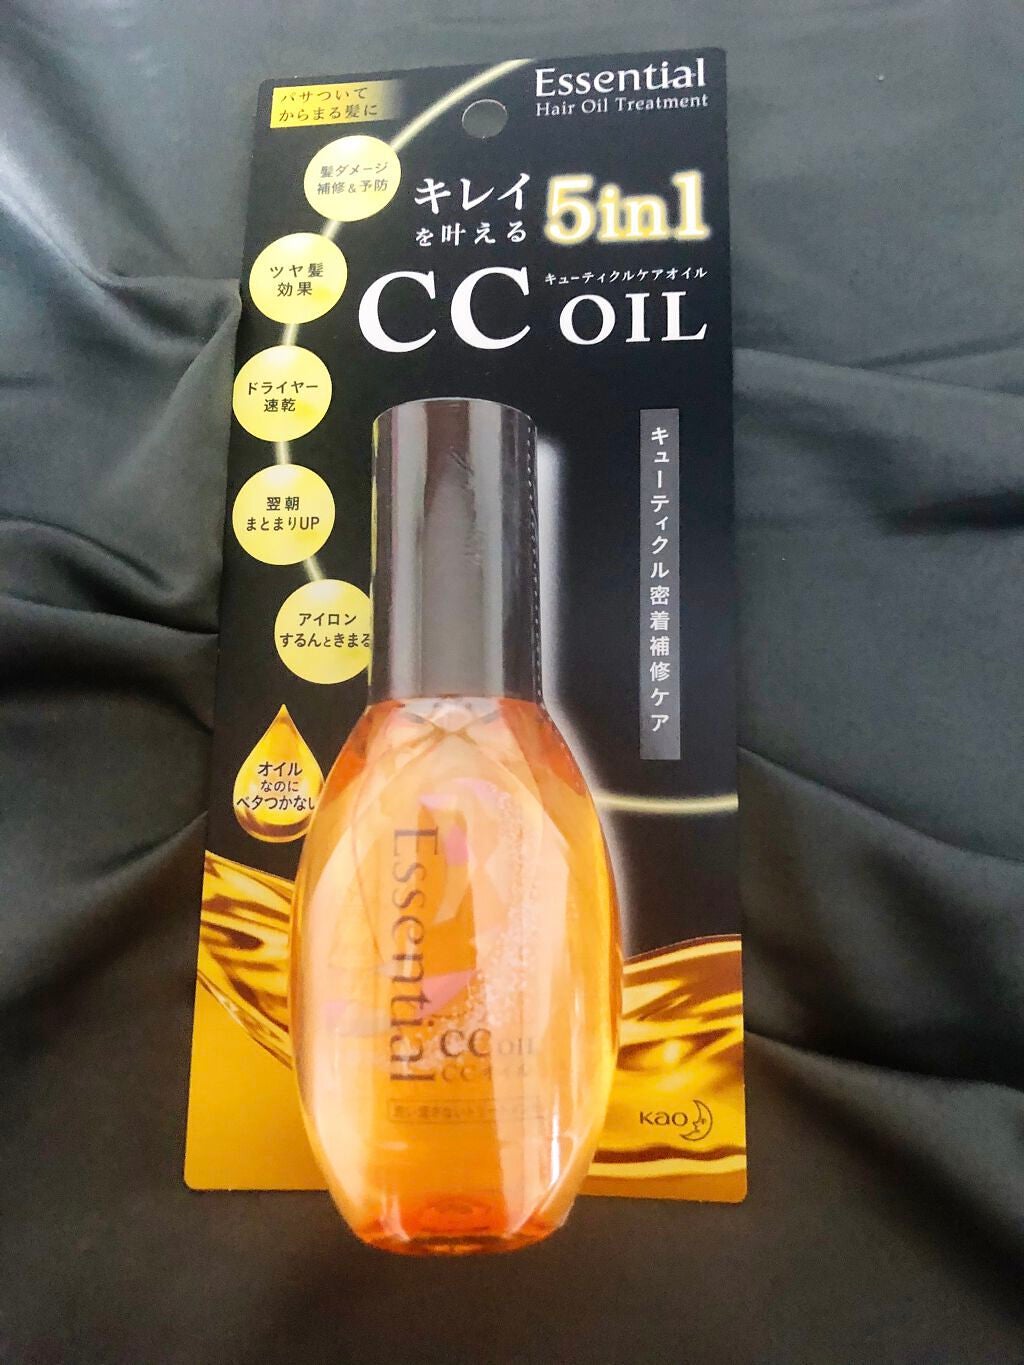 Essential
Hair Oil Treatment
パサついて
からまる髪に
髪ダメージ
補修&予防
キレイ
を叶える
5in1
ツヤ髪
効果
キューティクルケアオイル
CC OIL
ドライヤー
速乾
キューティクル密着補修ケア
翌朝
まとまりUP
アイロン
するんときまる
オイル
なのに
ベタつかない
Essential
CC OIL
CCオイル
kao